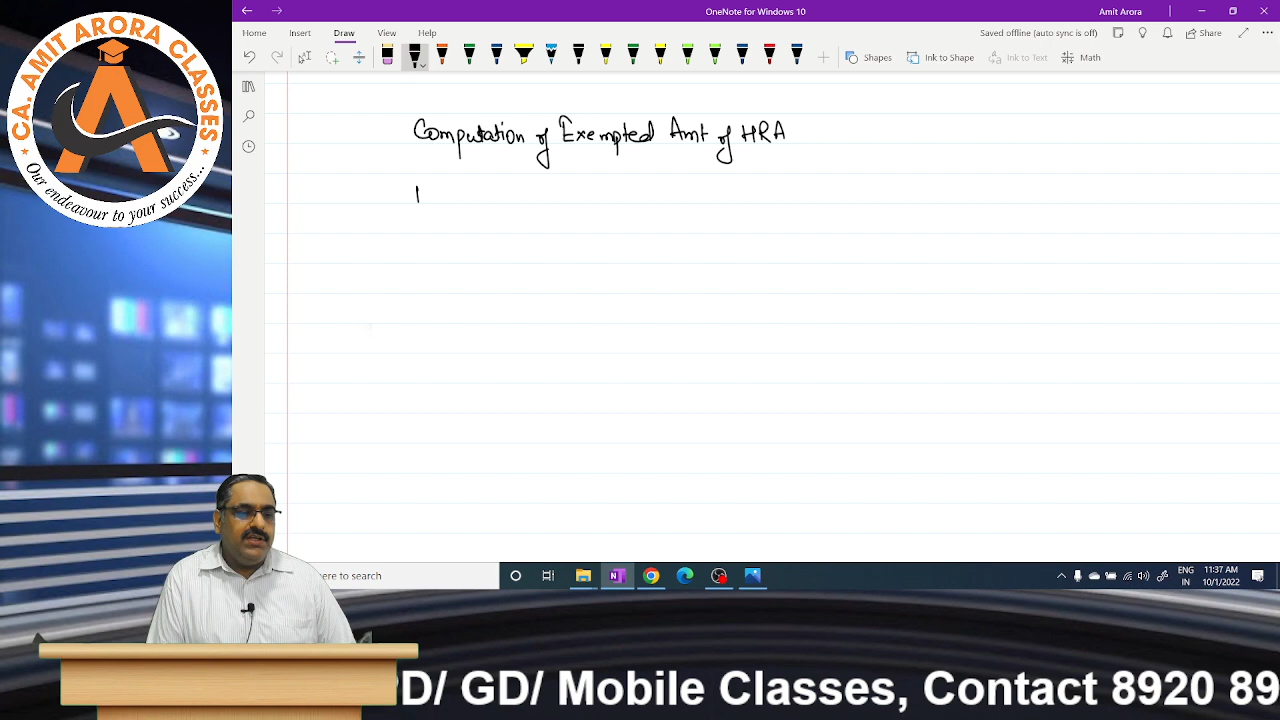 CA. AMIT ARORA CLASSES
Our endeavour to your success...
OneNote for Windows 10
Amit Arora
Home Insert Draw View Help
Saved offline (auto sync is off)
Share
Shapes
Ink to Shape
Ink to Text
Math
Computation of Exempted Amt of HRA
ere to search
ENG
IN
11:37 AM
10/1/2022
PD/ GD/ Mobile Classes, Contact 8920 89